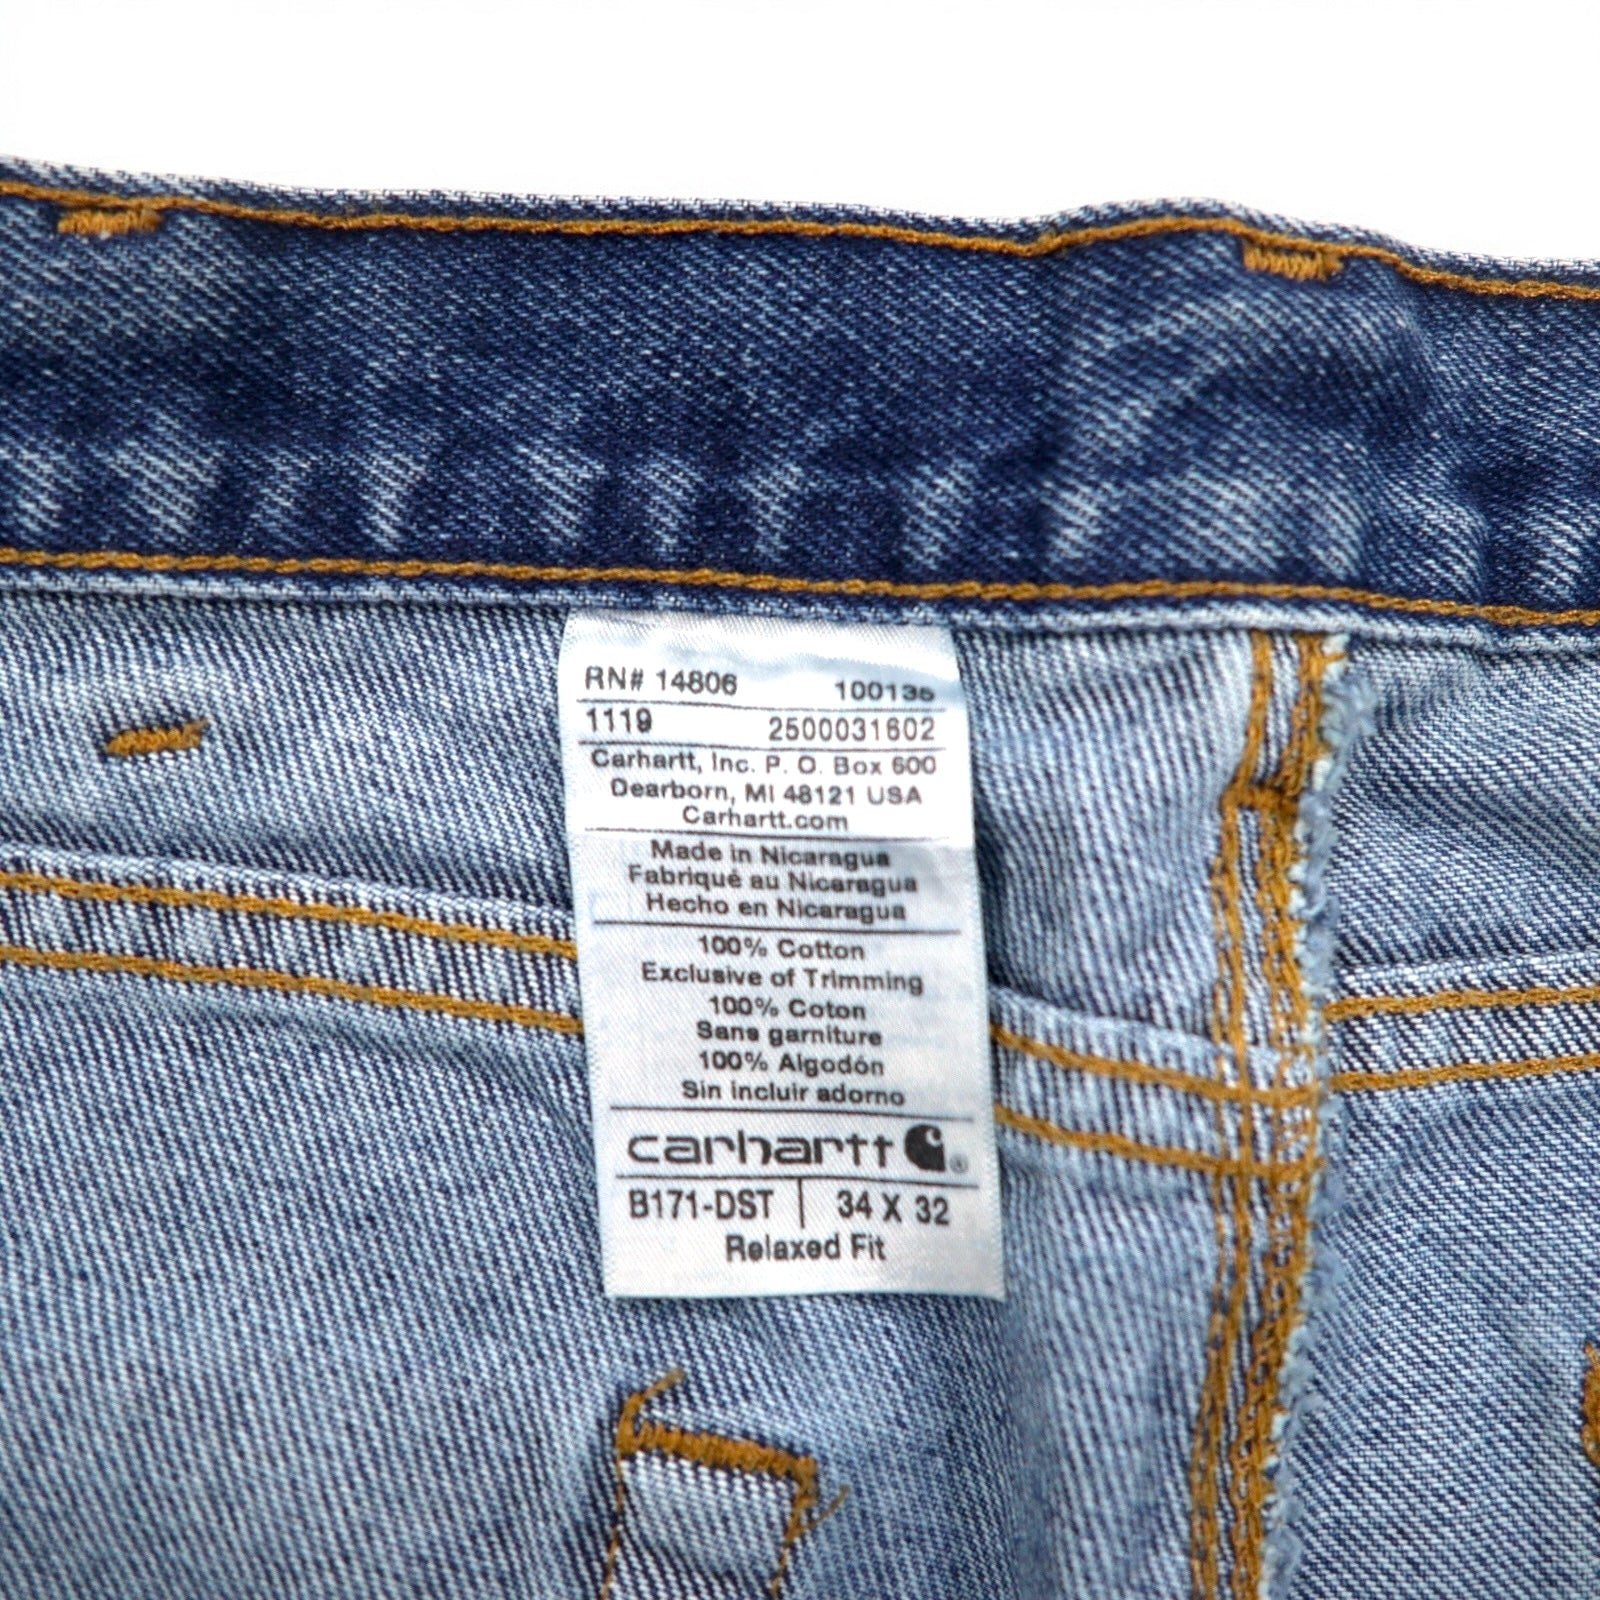 RN# 14806 100135
1119 2500031602
Carhartt, Inc. P. O. Box 600
Dearborn, MI 48121 USA
Carhartt.com
Made in Nicaragua
Fabriqué au Nicaragua
Hecho en Nicaragua
100% Cotton
Exclusive of Trimming
100% Coton
Sans garniture
100% Algodón
Sin incluir adorno
carhartt ®
B171-DST | 34 X 32
Relaxed Fit